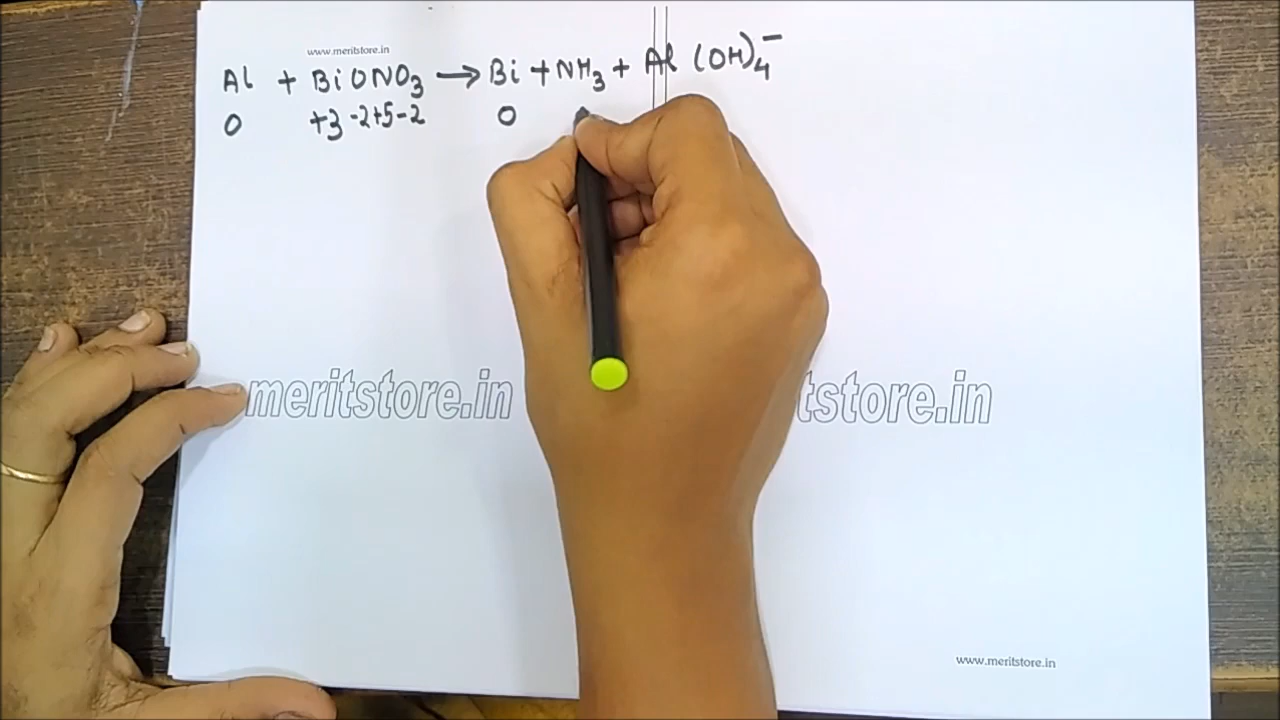 www.meritstore.in
Al + BiONO3 → Bi + NH3 + Al (OH)4−
0 +3 -2+5-2 0
meritstore.in tstore.in
www.meritstore.in